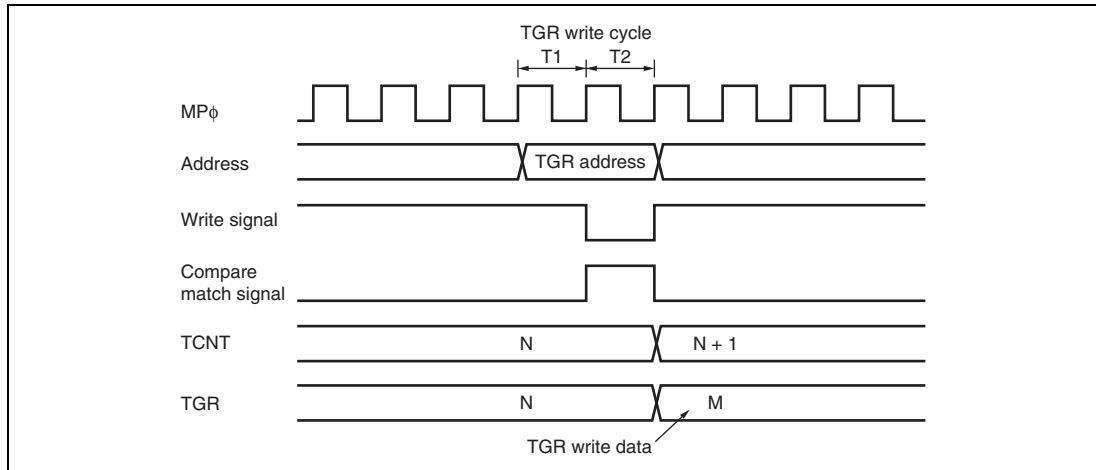 TGR write cycle
T1 T2
MPϕ
Address TGR address
Write signal
Compare
match signal
TCNT N N + 1
TGR N M
TGR write data